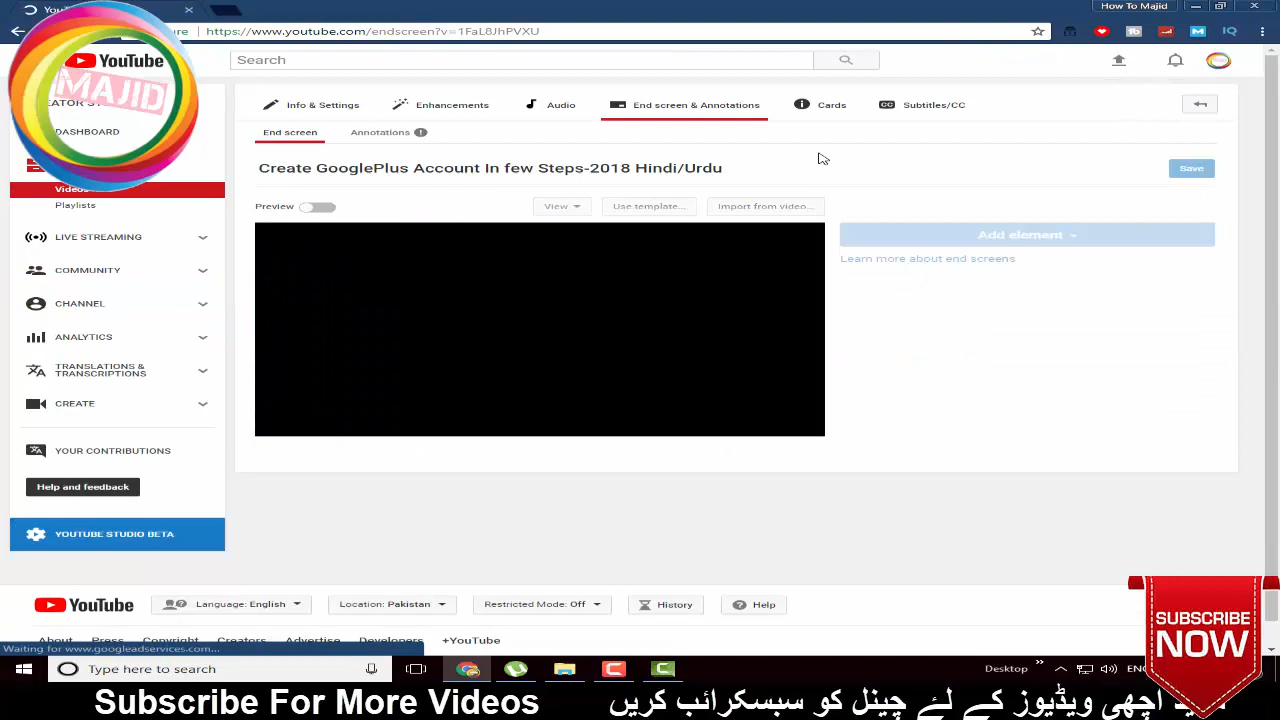 YouT
How To Majid
ure https://www.youtube.com/endscreen?v=1FaL8JhPVXU
YouTube
Search
MAJID
EATOR ST
DASHBOARD
Videos
Playlists
LIVE STREAMING
COMMUNITY
CHANNEL
ANALYTICS
TRANSLATIONS &
TRANSCRIPTIONS
CREATE
YOUR CONTRIBUTIONS
Help and feedback
YOUTUBE STUDIO BETA
Info & Settings Enhancements Audio End screen & Annotations Cards CC Subtitles/CC
End screen Annotations
Create GooglePlus Account In few Steps-2018 Hindi/Urdu
Save
Preview View Use template... Import from video...
Add element
Learn more about end screens
YouTube Language: English Location: Pakistan Restricted Mode: Off History Help
About Press Copyright Creators Advertise Developers +YouTube
Waiting for www.googleadservices.com...
Type here to search
Desktop
SUBSCRIBE
NOW
Subscribe For More Videos
اچھی ویڈیوز کے لئے چینل کو سبسکرائب کریں